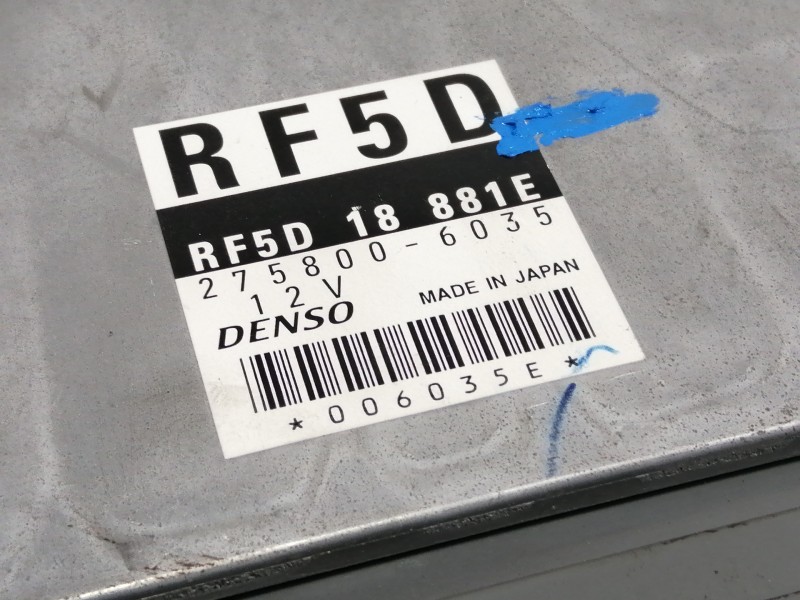 RF5D
RF5D 18 881E
275800-6035
12V
DENSO MADE IN JAPAN
*006035E*